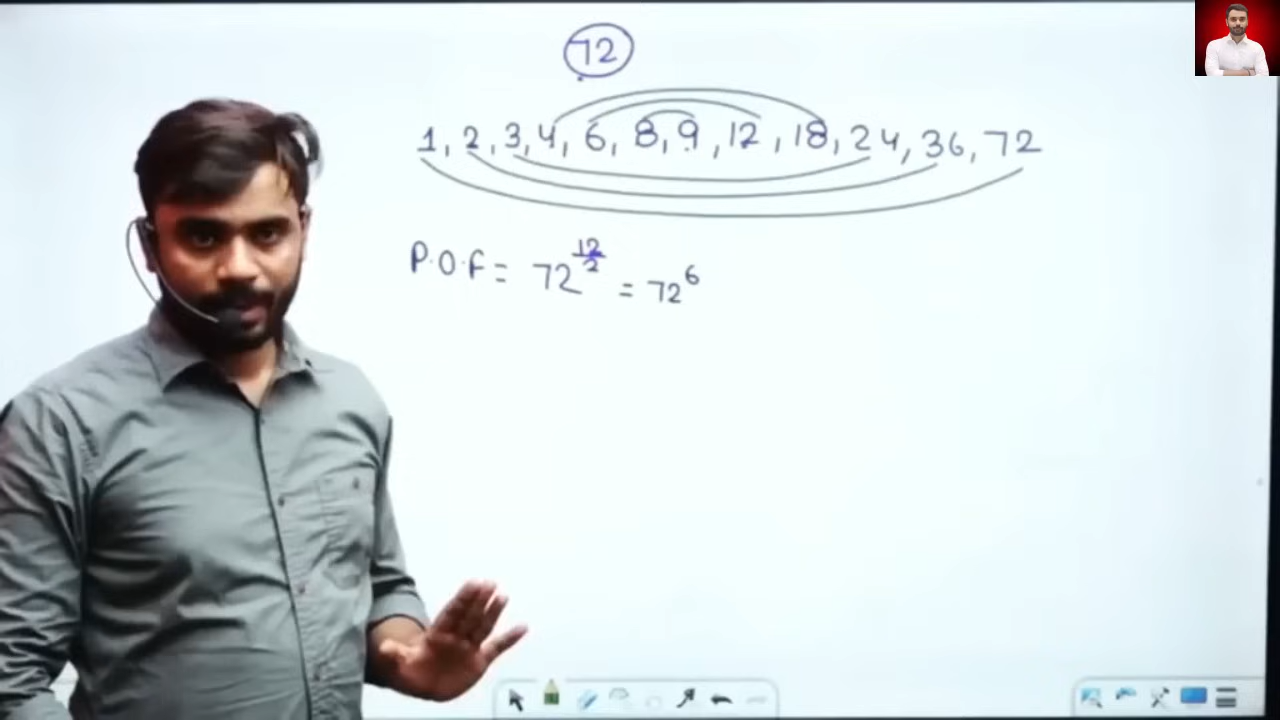 72
1, 2, 3, 4, 6, 8, 9, 12, 18, 24, 36, 72
P.O.F = 72^{12/2} = 72^6